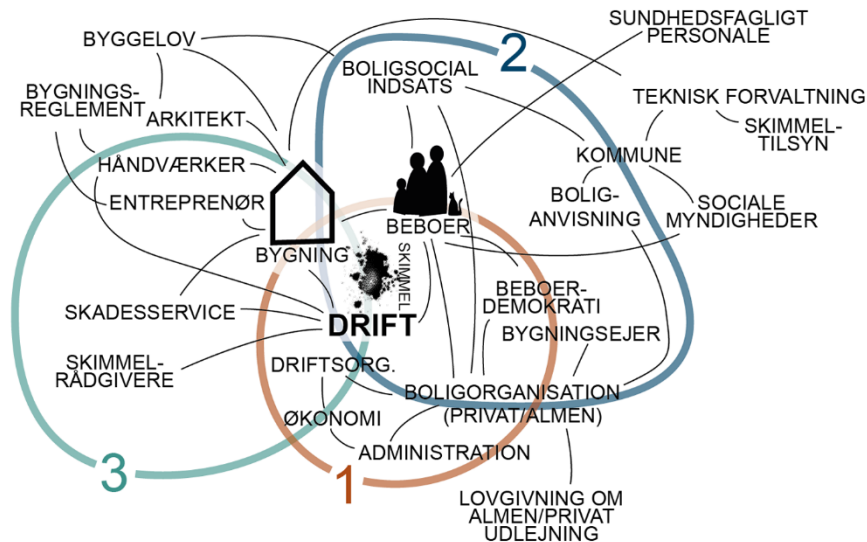 SUNDHEDSFAGLIGT
PERSONALE
BYGGELOV
2
BOLIGSOCIAL
INDSATS
BYGNINGS-
REGLEMENT
ARKITEKT
TEKNISK FORVALTNING
SKIMMEL-
TILSYN
HÅNDVÆRKER
KOMMUNE
ENTREPRENØR
BOLIG-
ANVISNING
SOCIALE
MYNDIGHEDER
BEBOER
BYGNING
SKIMMEL
BEBOER-
DEMOKRATI
SKADESSERVICE
DRIFT
BYGNINGSEJER
SKIMMEL-
RÅDGIVERE
DRIFTSORG.
BOLIGORGANISATION
(PRIVAT/ALMEN)
ØKONOMI
ADMINISTRATION
3
1
LOVGIVNING OM
ALMEN/PRIVAT
UDLEJNING